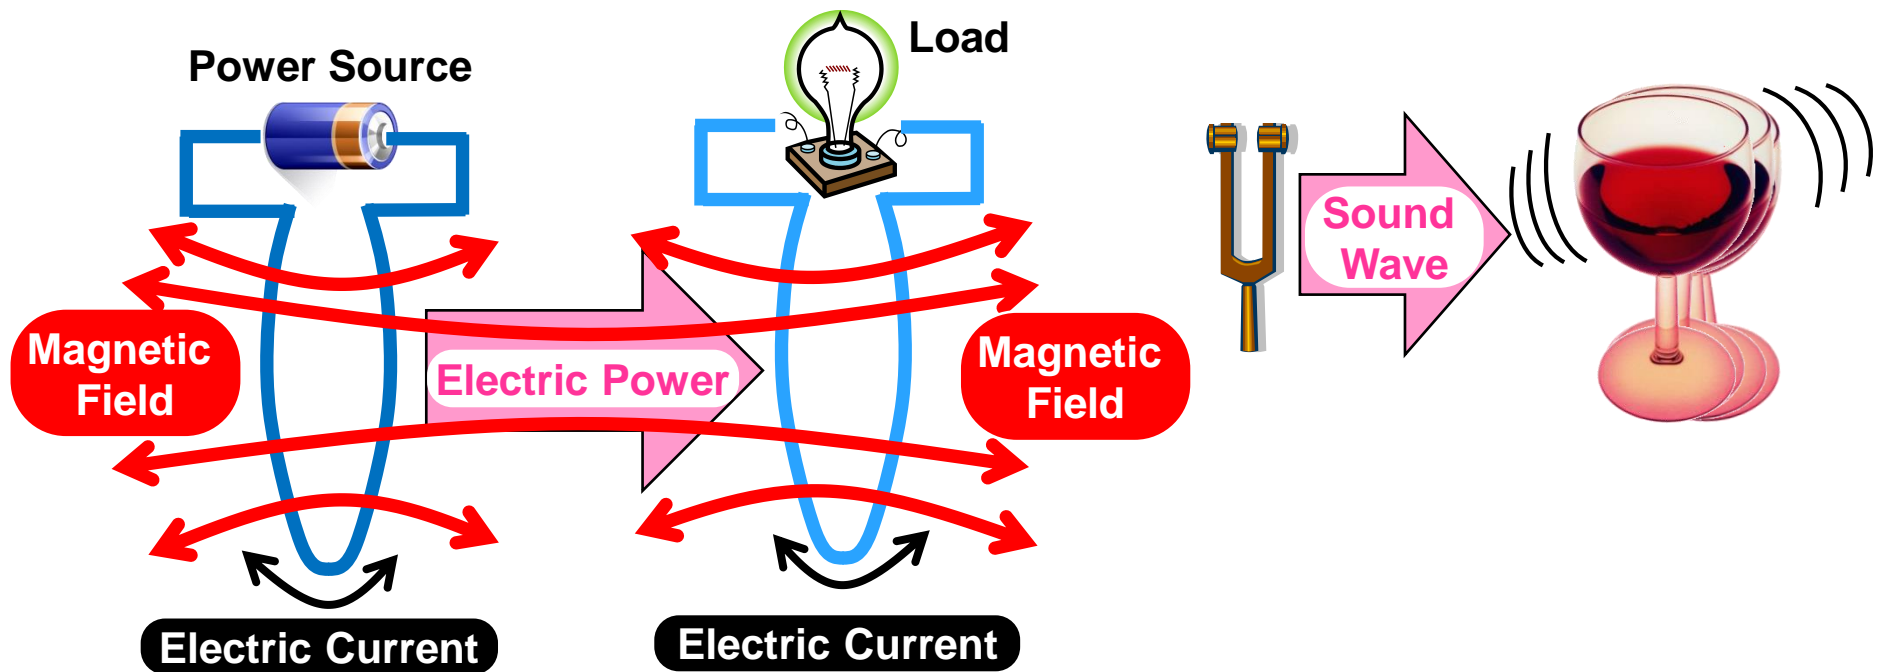 Power Source
Load
Magnetic
Field
Electric Power
Magnetic
Field
Electric Current
Electric Current
Sound
Wave